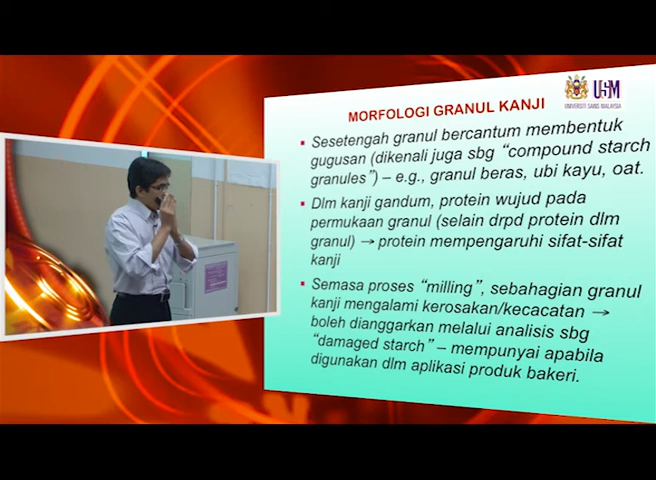 USM
UNIVERSITI SAINS MALAYSIA
MORFOLOGI GRANUL KANJI
▪ Sesetengah granul bercantum membentuk
gugusan (dikenali juga sbg “compound starch
granules”) – e.g., granul beras, ubi kayu, oat.
▪ Dlm kanji gandum, protein wujud pada
permukaan granul (selain drpd protein dlm
granul) → protein mempengaruhi sifat-sifat
kanji
▪ Semasa proses “milling”, sebahagian granul
kanji mengalami kerosakan/kecacatan →
boleh dianggarkan melalui analisis sbg
“damaged starch” – mempunyai apabila
digunakan dlm aplikasi produk bakeri.